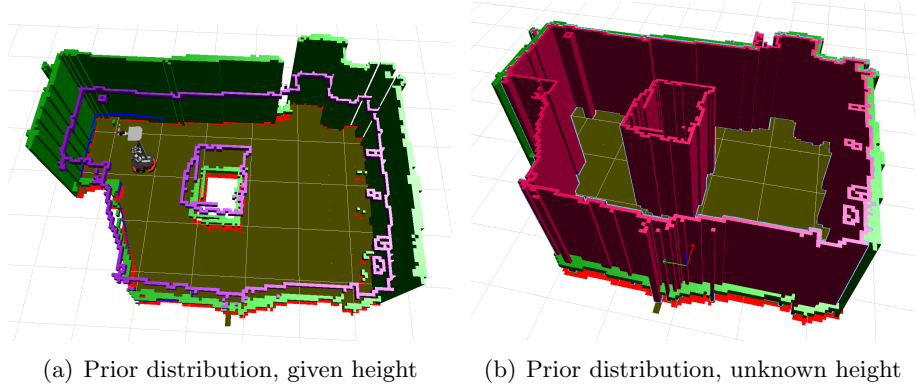 (a) Prior distribution, given height
(b) Prior distribution, unknown height